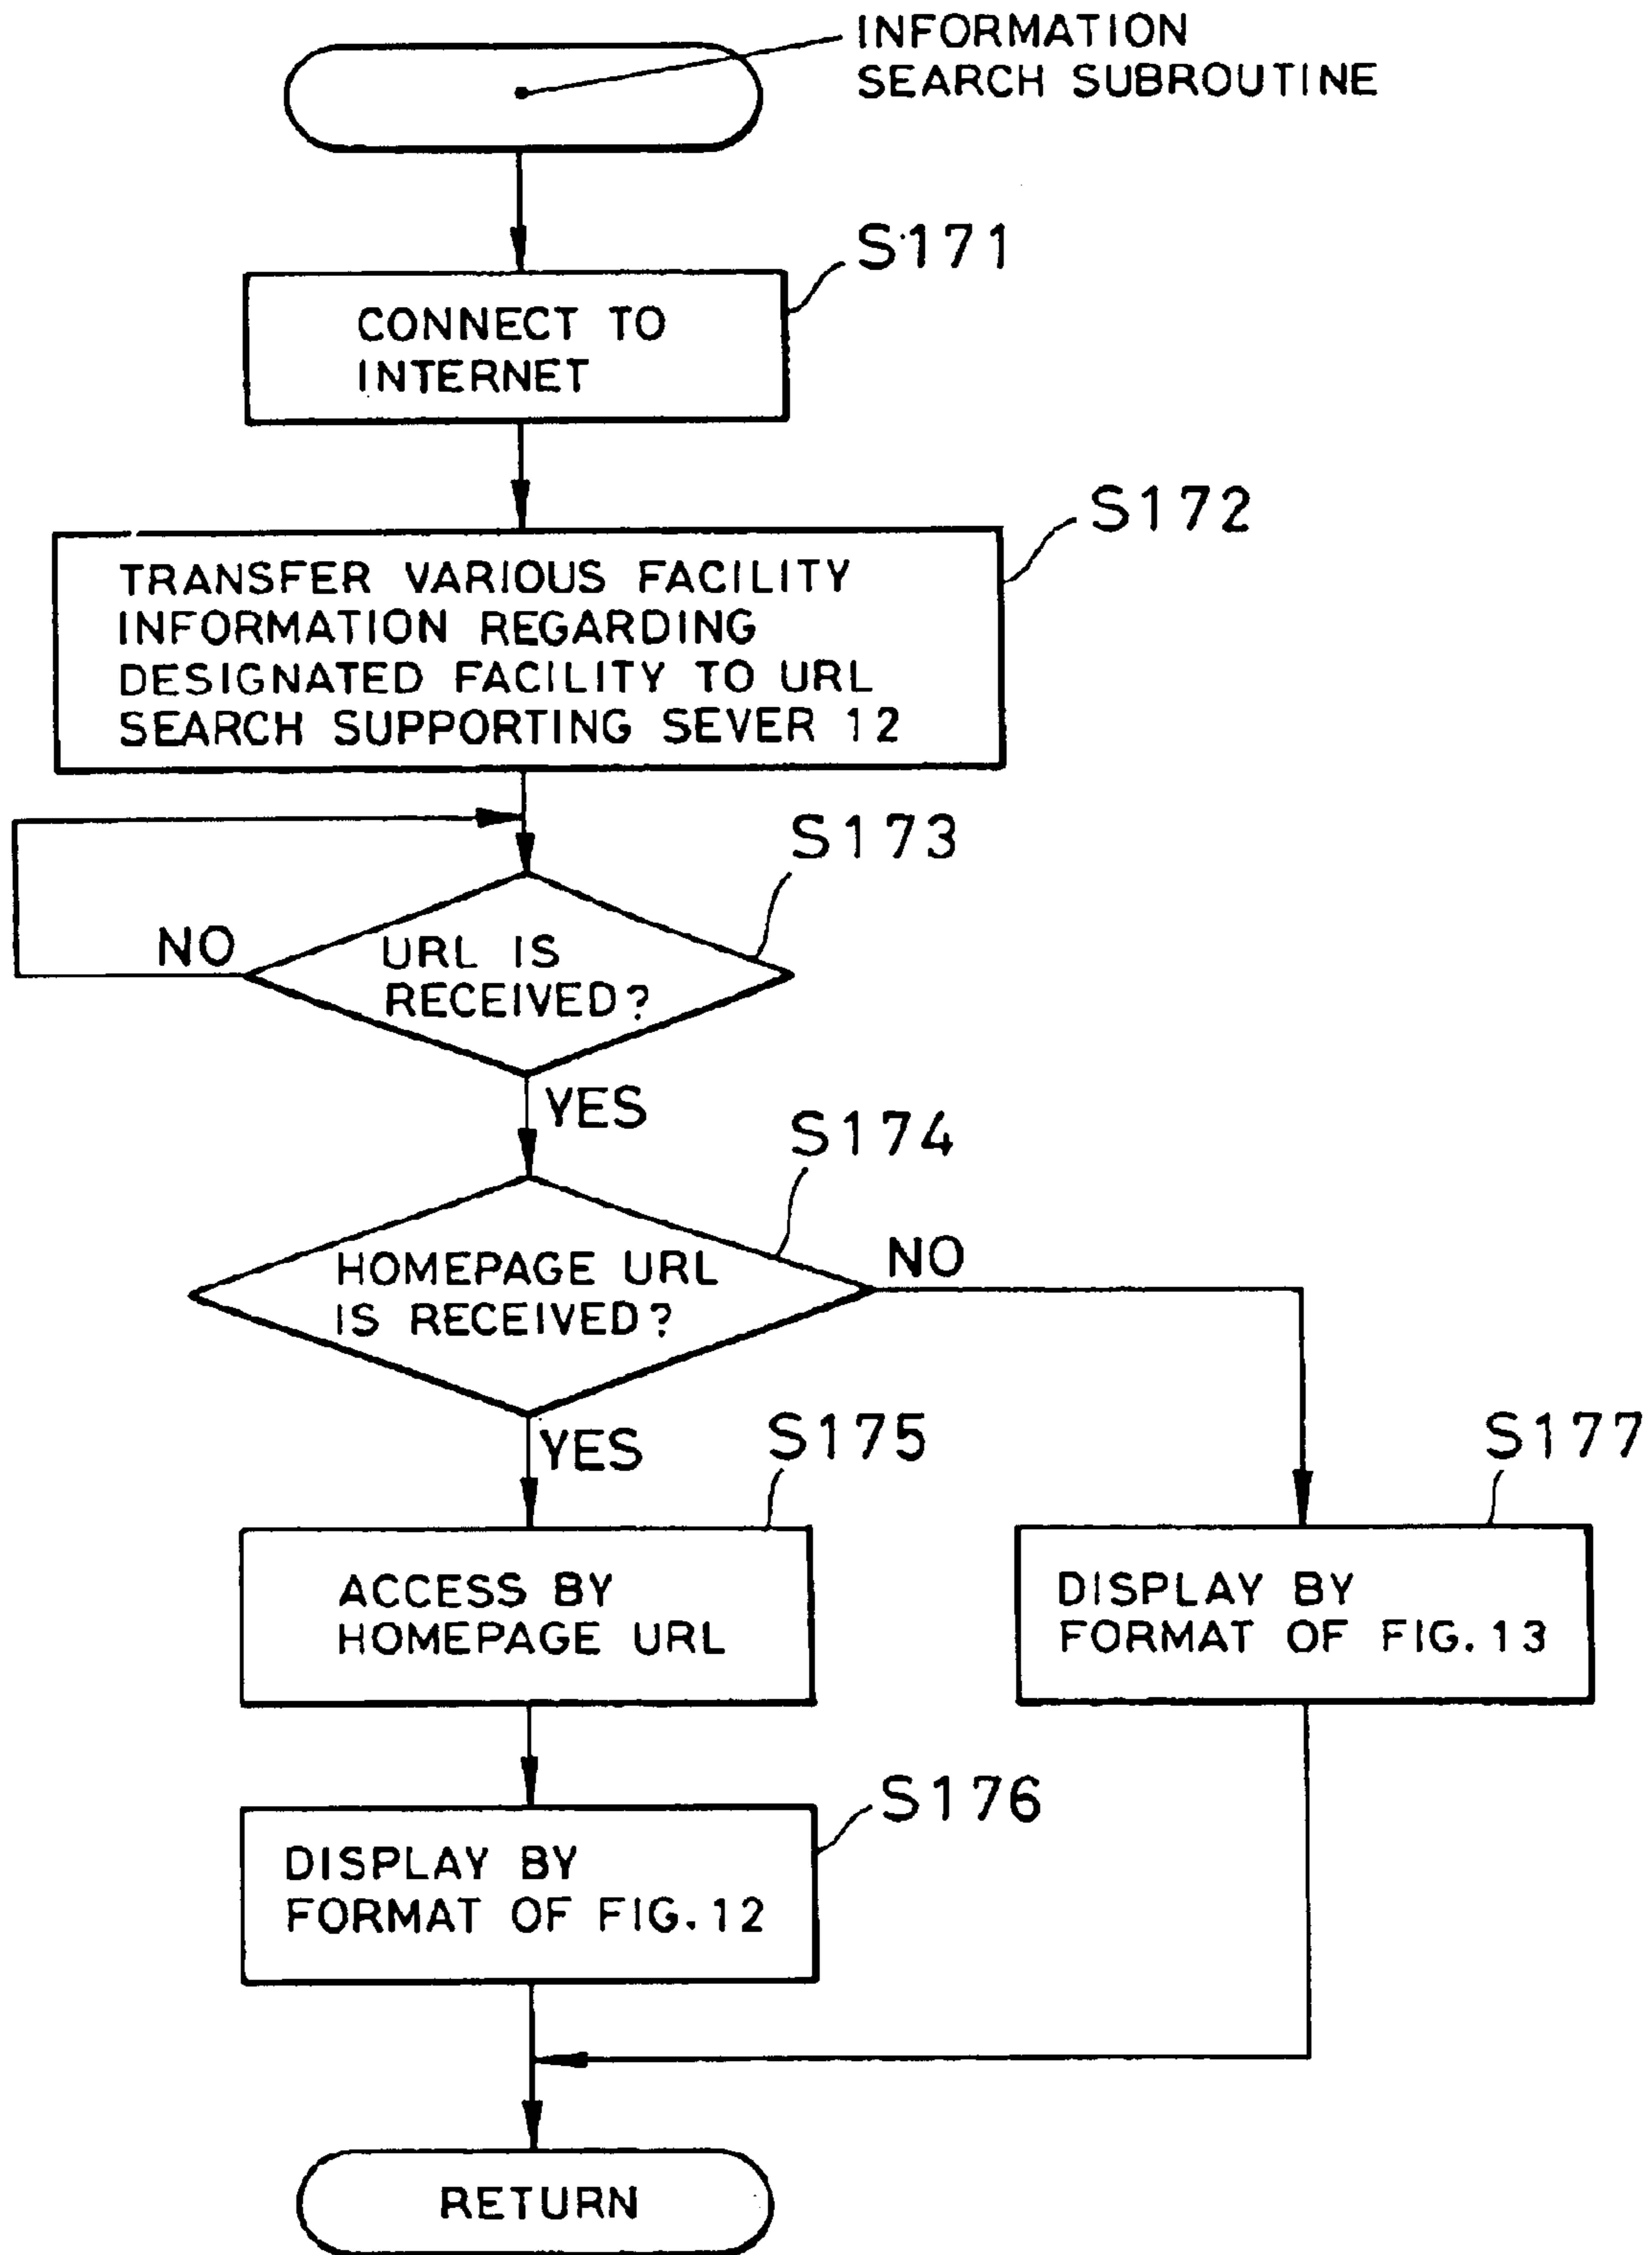 INFORMATION
SEARCH SUBROUTINE
S171
CONNECT TO
INTERNET
S172
TRANSFER VARIOUS FACILITY
INFORMATION REGARDING
DESIGNATED FACILITY TO URL
SEARCH SUPPORTING SEVER 12
S173
NO
URL IS
RECEIVED?
YES
S174
HOMEPAGE URL
IS RECEIVED?
NO
YES
S175
S177
ACCESS BY
HOMEPAGE URL
DISPLAY BY
FORMAT OF FIG.13
S176
DISPLAY BY
FORMAT OF FIG.12
RETURN